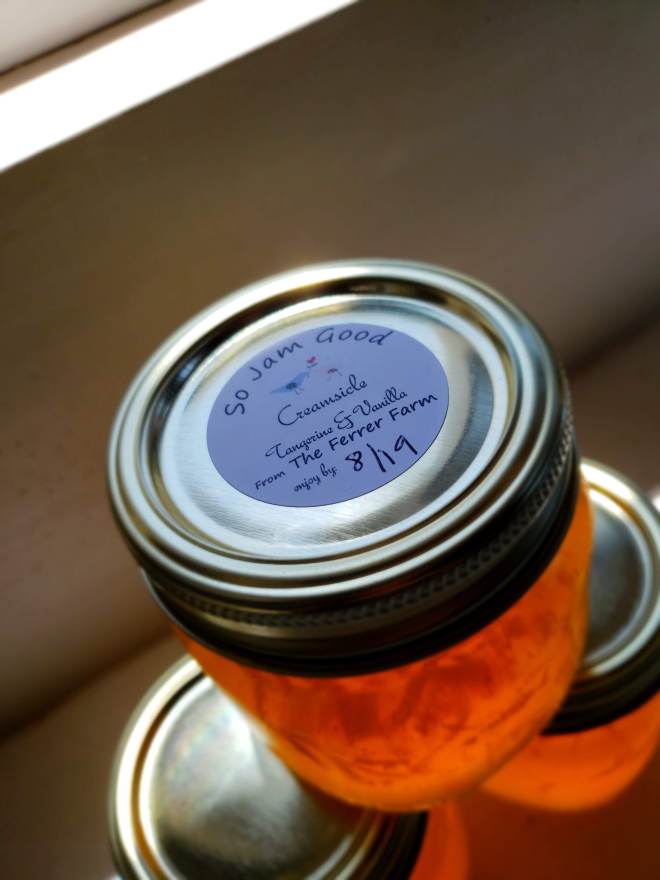 So Jam Good
Creamsicle
Tangerine & Vanilla
From The Ferrer Farm
enjoy by: 8/19